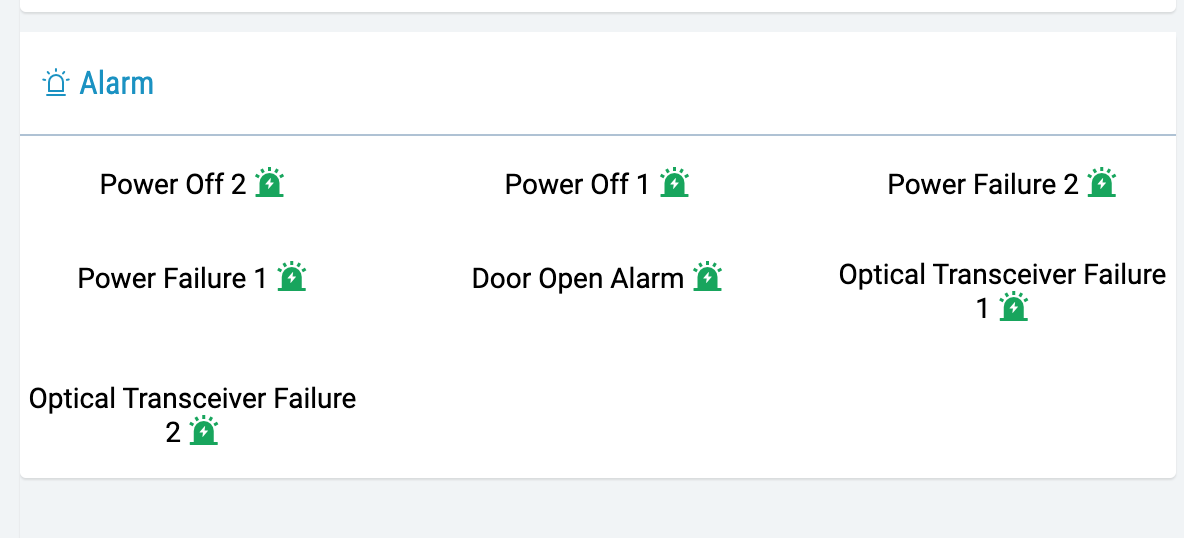 Alarm
Power Off 2
Power Off 1
Power Failure 2
Power Failure 1
Door Open Alarm
Optical Transceiver Failure
1
Optical Transceiver Failure
2